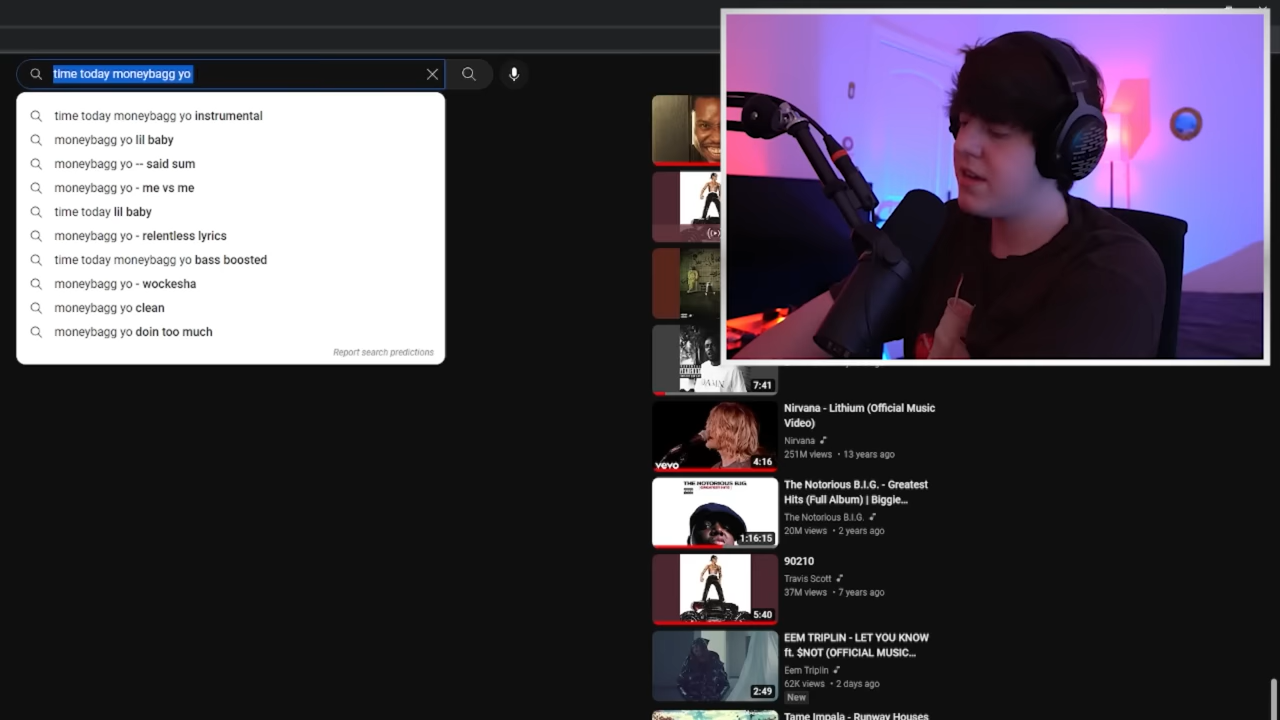 time today moneybagg yo
time today moneybagg yo instrumental
moneybagg yo lil baby
moneybagg yo -- said sum
moneybagg yo - me vs me
time today lil baby
moneybagg yo - relentless lyrics
time today moneybagg yo bass boosted
moneybagg yo - wockesha
moneybagg yo clean
moneybagg yo doin too much
Report search predictions
7:41
Nirvana - Lithium (Official Music
Video)
Nirvana
251M views • 13 years ago
vevo
4:16
THE NOTORIOUS B.I.G.
GREATEST HITS
The Notorious B.I.G. - Greatest
Hits (Full Album) | Biggie...
The Notorious B.I.G.
20M views • 2 years ago
1:16:15
90210
Travis Scott
37M views • 7 years ago
5:40
EEM TRIPLIN - LET YOU KNOW
ft. $NOT (OFFICIAL MUSIC...
Eem Triplin
62K views • 2 days ago
New
2:49
Tame Impala - Runway Houses